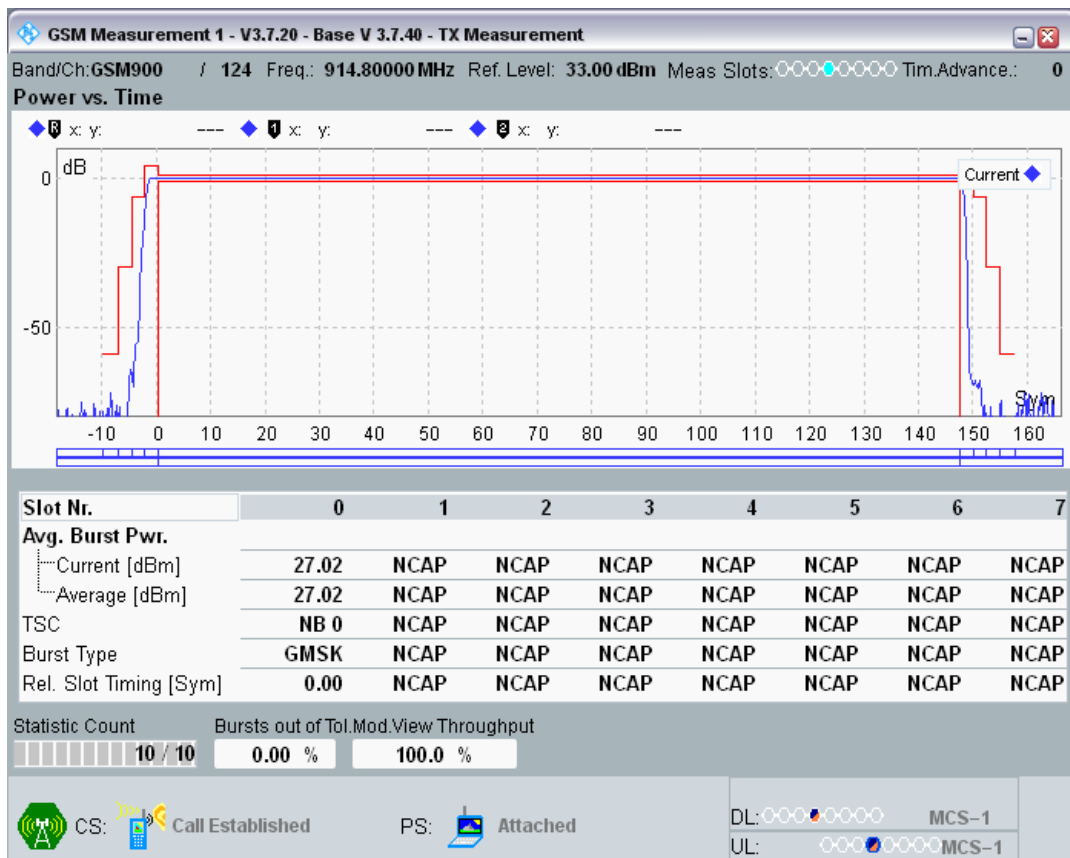 GSM Measurement 1 - V3.7.20 - Base V 3.7.40 - TX Measurement
Band/Ch:GSM900 / 124 Freq.: 914.80000 MHz Ref. Level: 33.00 dBm Meas Slots: Tim.Advance.: 0
Power vs. Time
R x: y: --- 1 x: y: --- 2 x: y: ---
dB
Current
0
-50
Sym
-10 0 10 20 30 40 50 60 70 80 90 100 110 120 130 140 150 160
Slot Nr. 0 1 2 3 4 5 6 7
Avg. Burst Pwr.
Current [dBm] 27.02 NCAP NCAP NCAP NCAP NCAP NCAP NCAP
Average [dBm] 27.02 NCAP NCAP NCAP NCAP NCAP NCAP NCAP
TSC NB 0 NCAP NCAP NCAP NCAP NCAP NCAP NCAP
Burst Type GMSK NCAP NCAP NCAP NCAP NCAP NCAP NCAP
Rel. Slot Timing [Sym] 0.00 NCAP NCAP NCAP NCAP NCAP NCAP NCAP
Statistic Count Bursts out of Tol.Mod.View Throughput
10 / 10 0.00 % 100.0 %
CS: Call Established PS: Attached
DL: MCS-1
UL: MCS-1